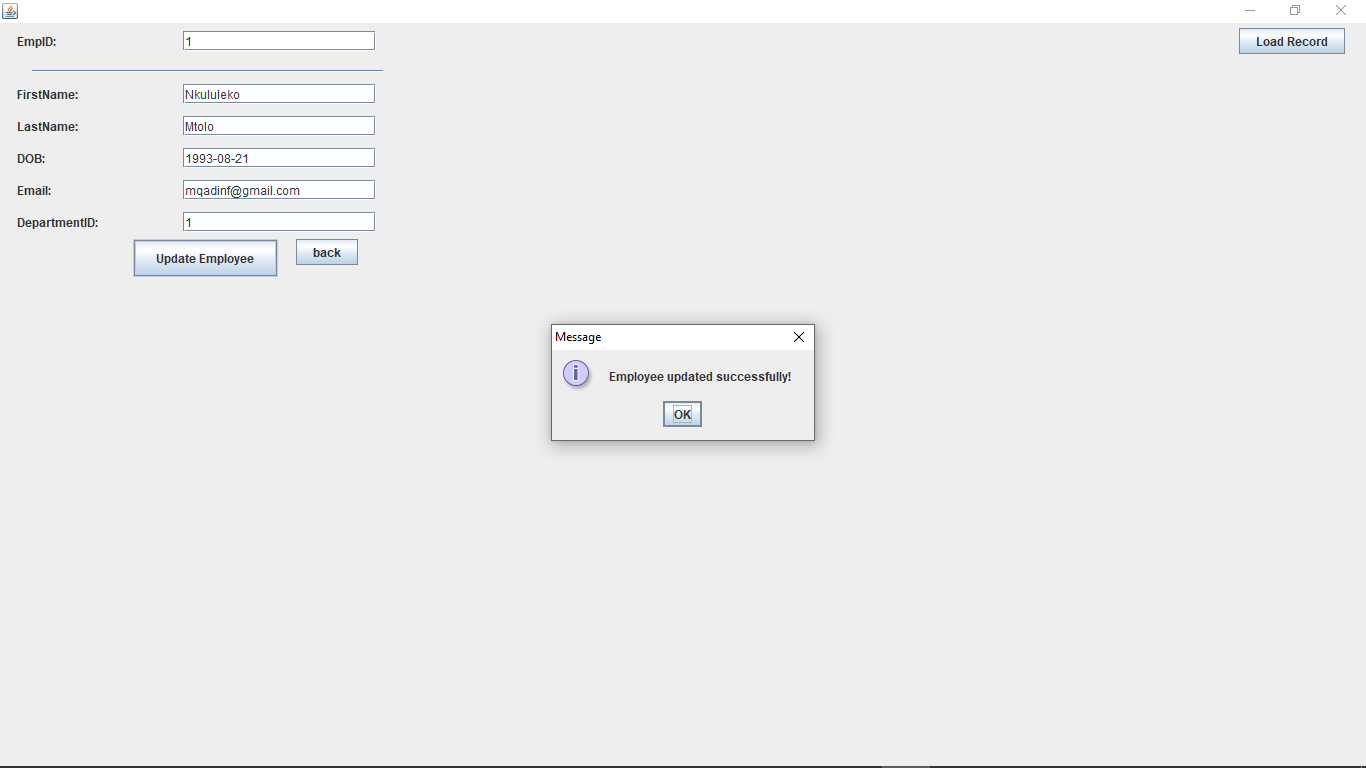 EmpID: 1 Load Record
FirstName: Nkululeko
LastName: Mtolo
DOB: 1993-08-21
Email: mqadinf@gmail.com
DepartmentID: 1
Update Employee back
Message
i Employee updated successfully!
OK